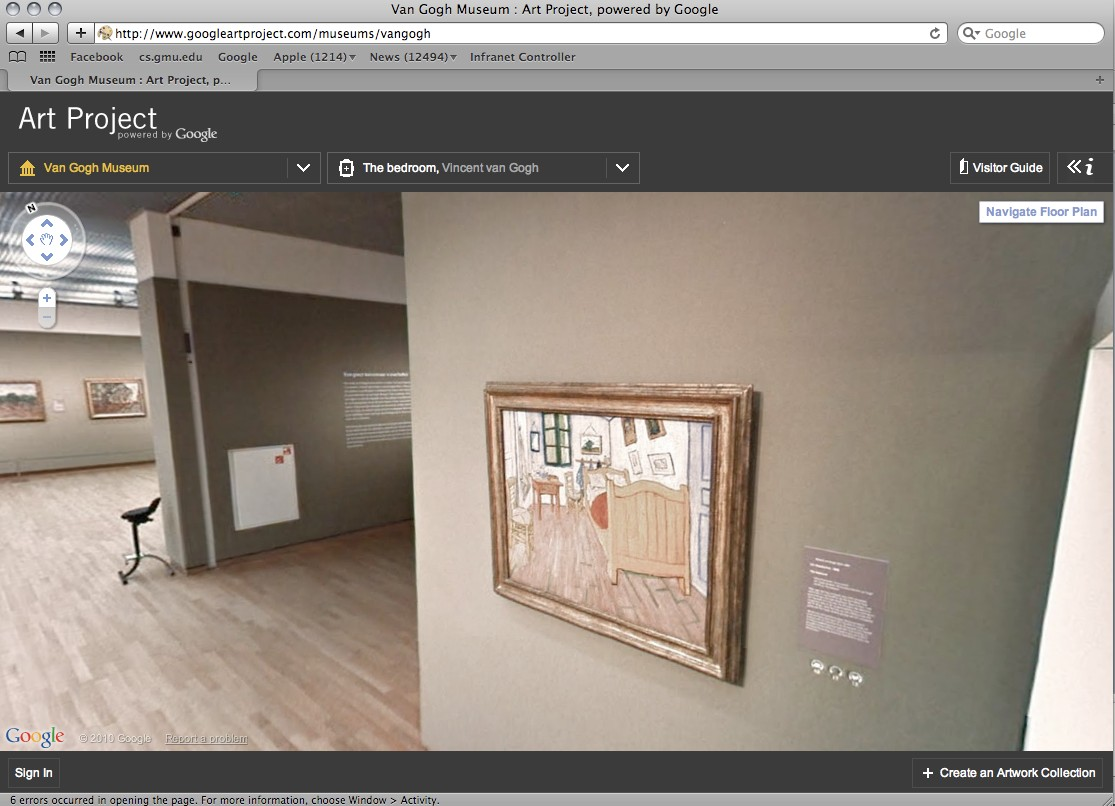 Van Gogh Museum : Art Project, powered by Google
http://www.googleartproject.com/museums/vangogh
Google
Facebook cs.gmu.edu Google Apple (1214) News (12494) Infranet Controller
Van Gogh Museum : Art Project, p...
Art Project
powered by Google
Van Gogh Museum
The bedroom, Vincent van Gogh
Visitor Guide
i
N
Navigate Floor Plan
Google © 2010 Google Report a problem
Sign In
Create an Artwork Collection
6 errors occurred in opening the page. For more information, choose Window > Activity.